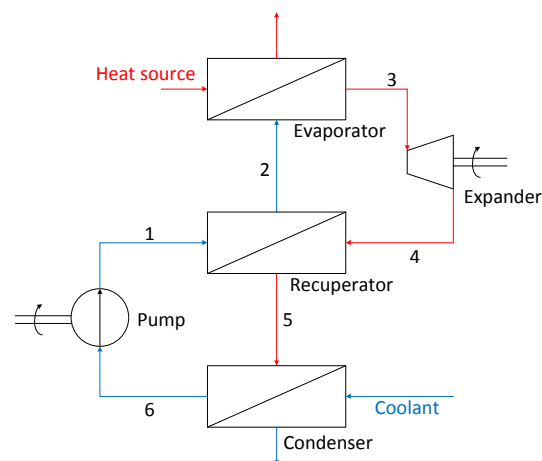 Heat source
3
Evaporator
2
Expander
1
4
Recuperator
5
Pump
6
Coolant
Condenser